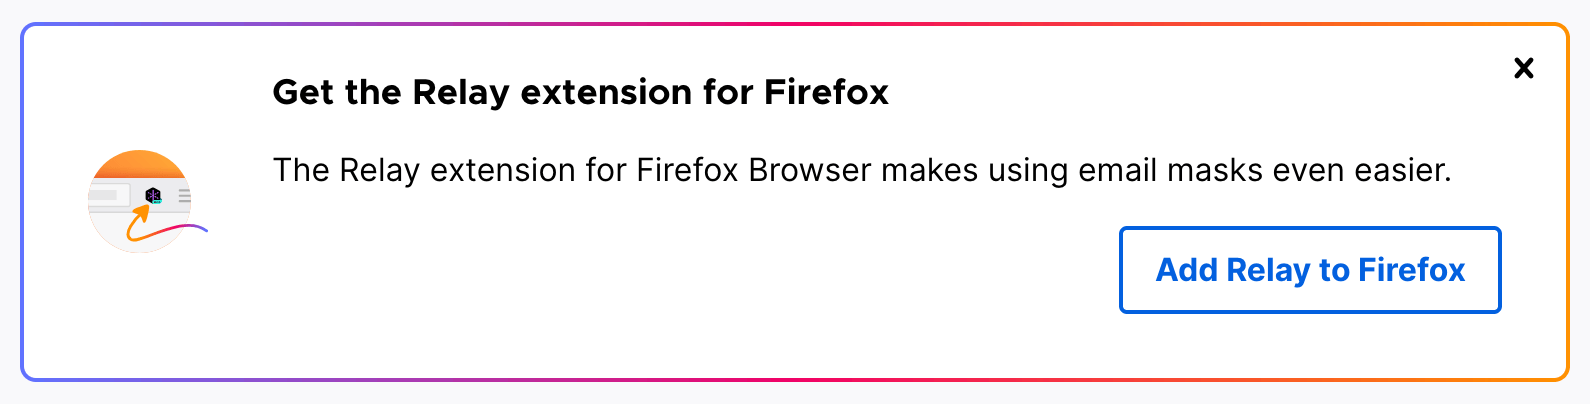 Get the Relay extension for Firefox
The Relay extension for Firefox Browser makes using email masks even easier.
Add Relay to Firefox